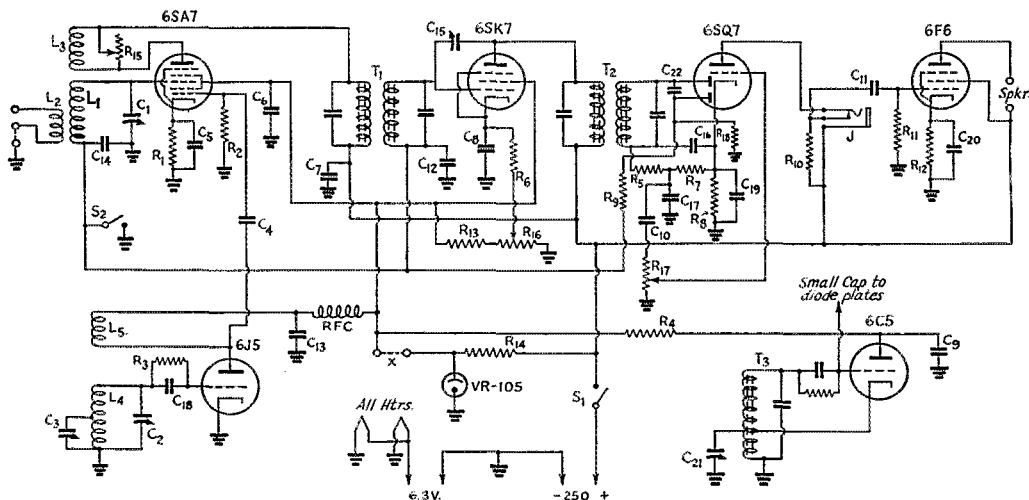 6SA7
6SK7
6SQ7
6F6
L3
R15
C15
T1
T2
C22
C11
Spkr.
L2
L1
C1
C6
C5
R1
R2
C14
C7
C12
C8
R6
C16
R18
R5
R7
R9
C17
C19
R8
C10
R10
J
R11
R12
C20
S2
C4
R13
R16
R17
Small Cap to
diode plates
L5
RFC
C13
6J5
R4
6C5
C9
R3
X
R14
VR-105
T3
S1
C3
L4
C18
C2
All Htrs.
C21
6.3V.
-250 +